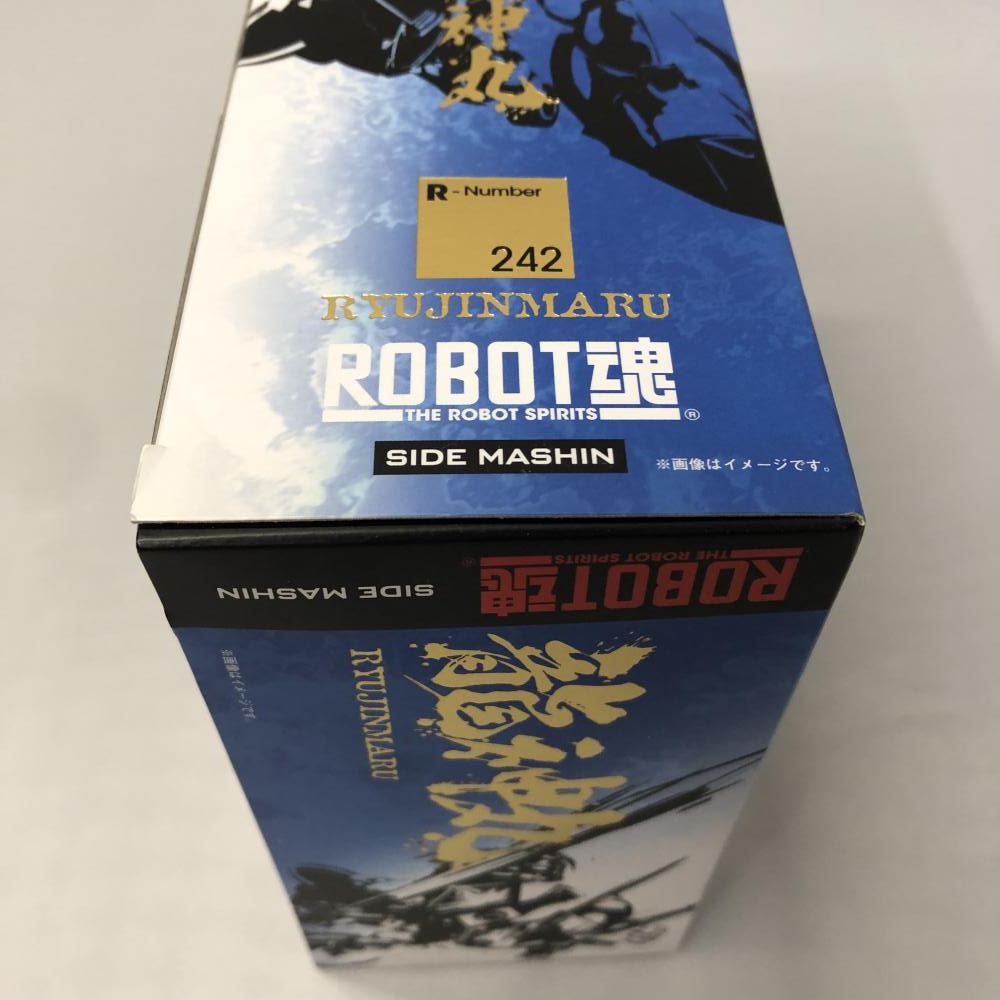 神丸
R - Number
242
RYUJINMARU
ROBOT魂
THE ROBOT SPIRITS
®
SIDE MASHIN
※画像はイメージです。
ROBOT魂
THE ROBOT SPIRITS
®
SIDE MASHIN
龍神丸
RYUJINMARU
※画像はイメージです。